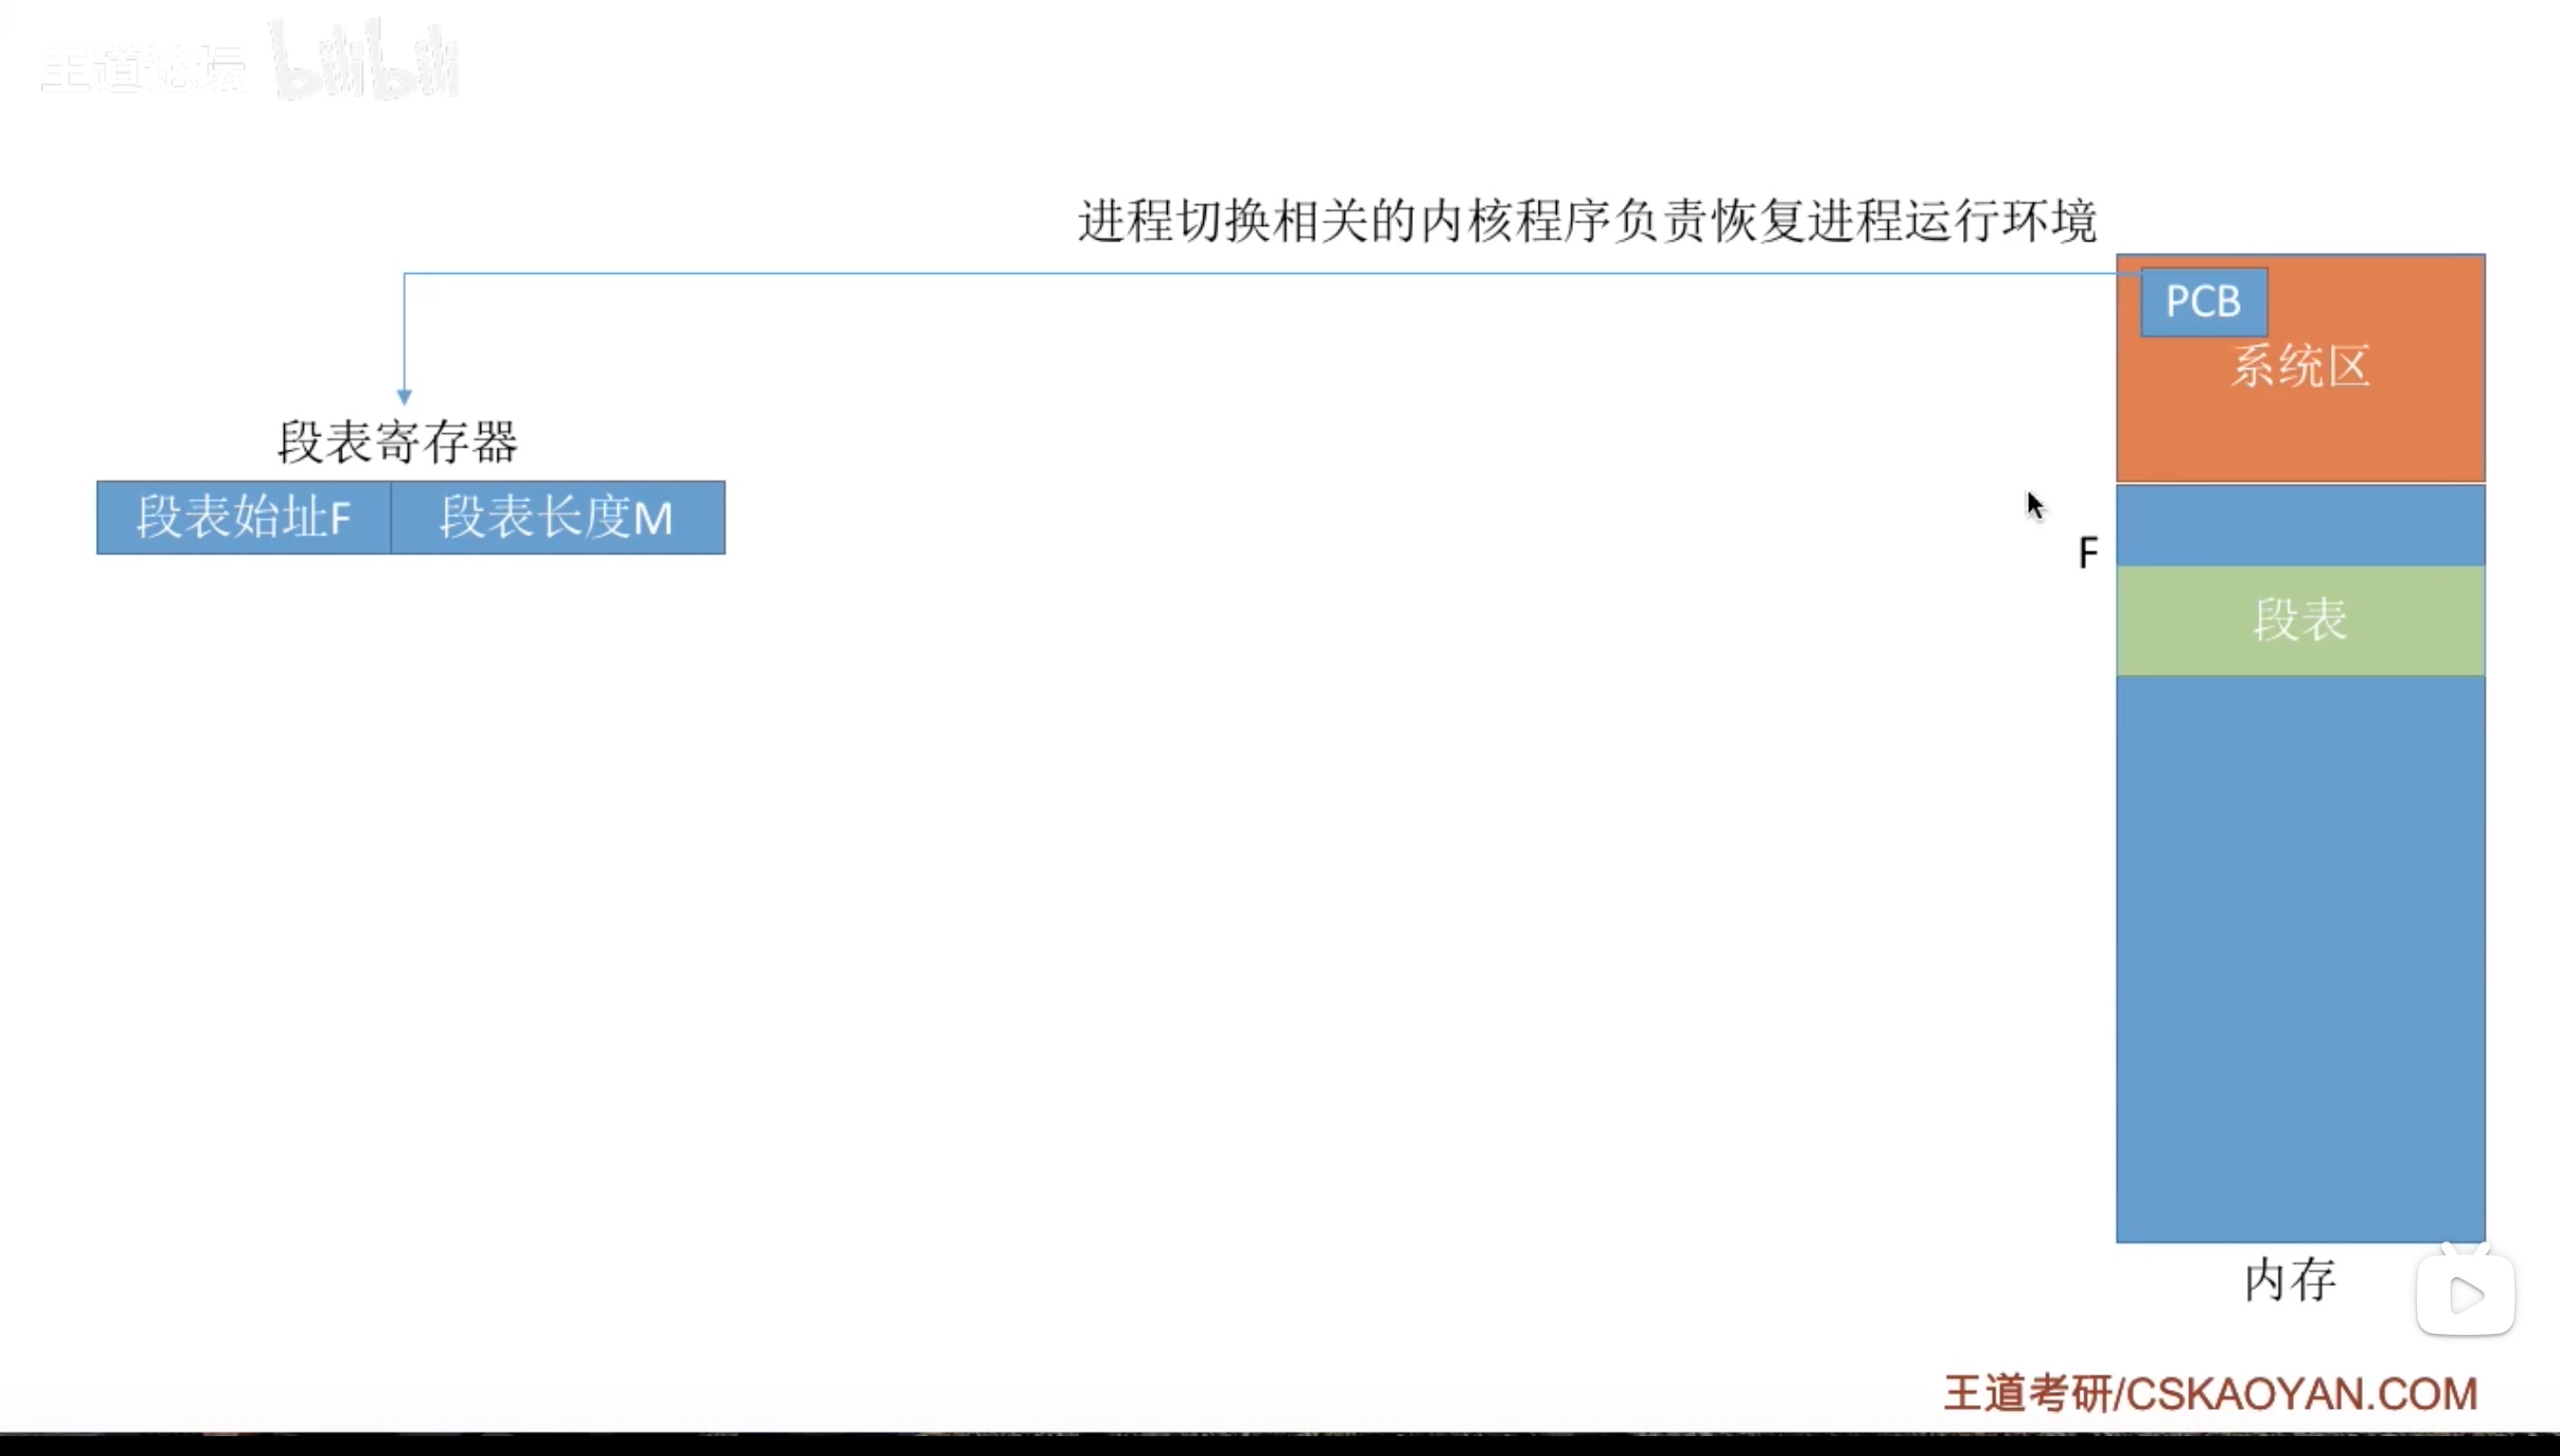 王道论坛 bilibili
进程切换相关的内核程序负责恢复进程运行环境
PCB
系统区
段表寄存器
段表始址F 段表长度M
F
段表
内存
王道考研/CSKAOYAN.COM